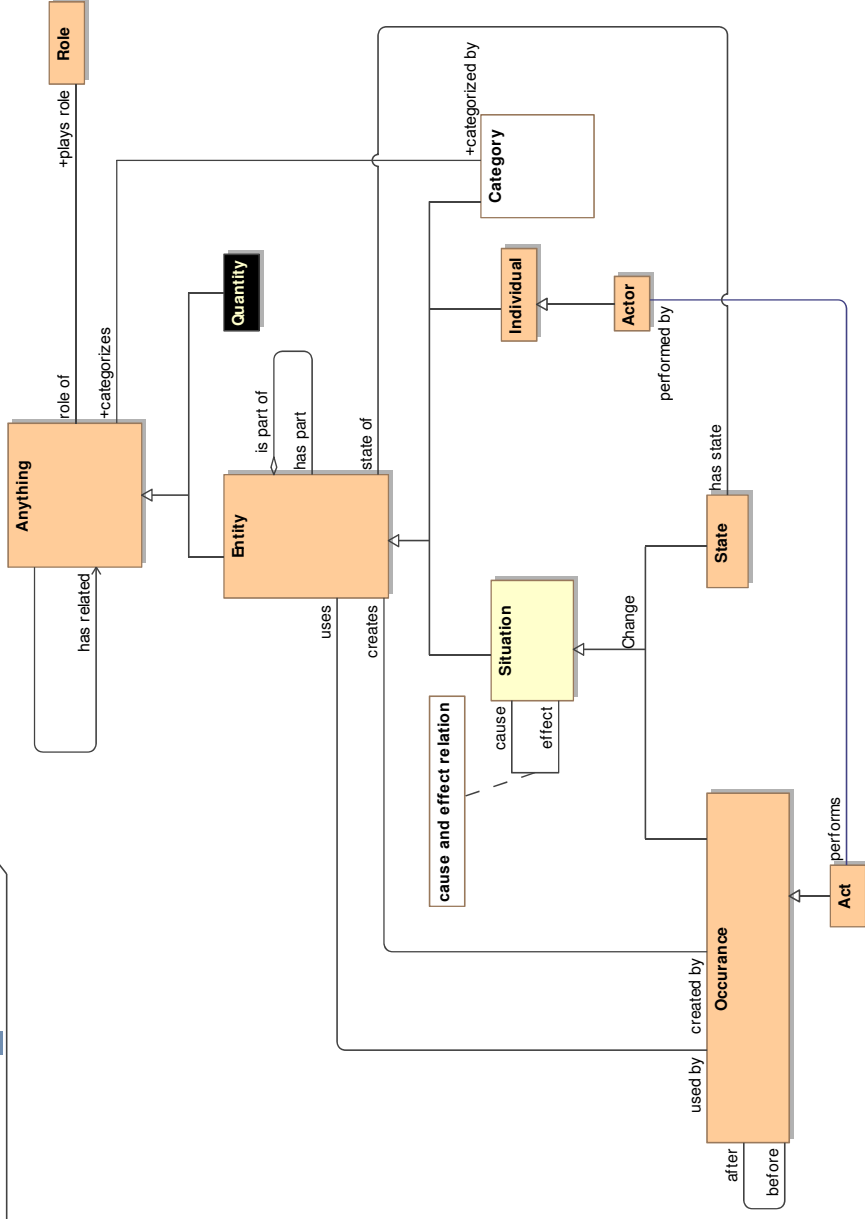 Role
+plays role
role of
+categorizes
Anything
has related
+categorized by
Category
Quantity
is part of
has part
state of
Entity
uses
creates
Individual
Actor
performed by
Situation
cause
effect
cause and effect relation
Change
has state
State
Occurance
created by
used by
after
before
performs
Act